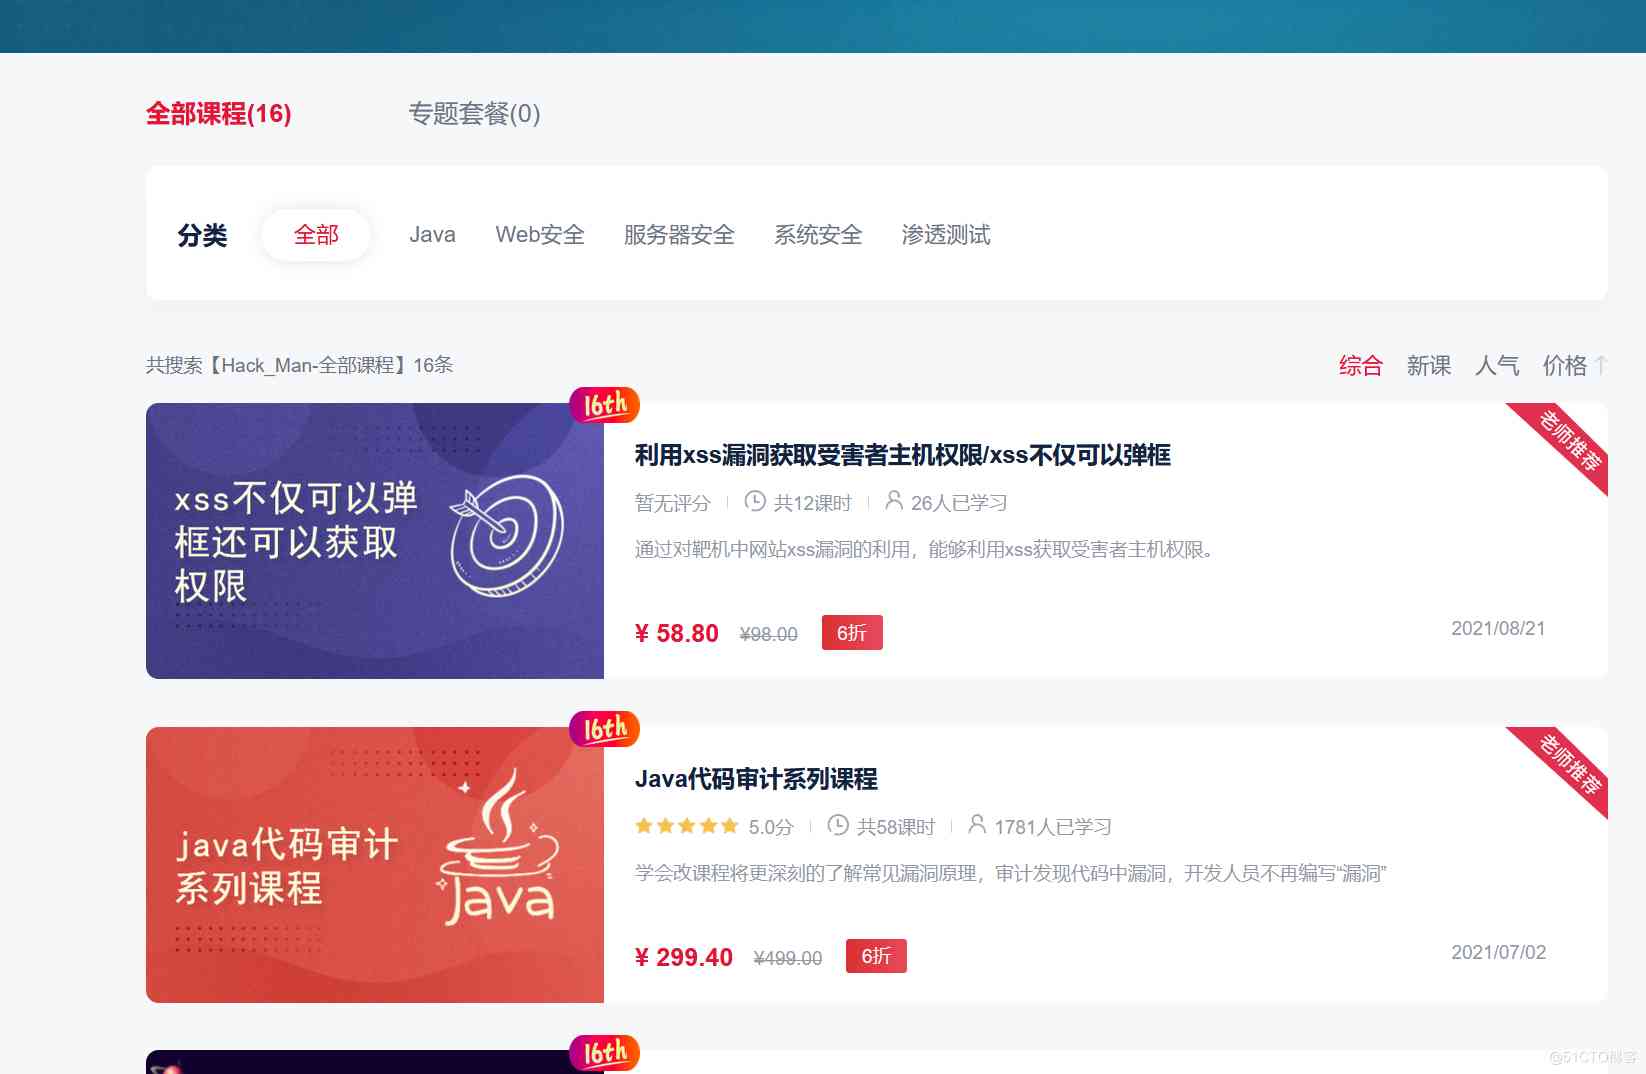 全部课程(16)
专题套餐(0)
分类
全部
Java
Web安全
服务器安全
系统安全
渗透测试
共搜索【Hack_Man-全部课程】16条
综合
新课
人气
价格
16th
xss不仅可以弹
框还可以获取
权限
利用xss漏洞获取受害者主机权限/xss不仅可以弹框
暂无评分
共12课时
26人已学习
通过对靶机中网站xss漏洞的利用，能够利用xss获取受害者主机权限。
¥ 58.80
¥98.00
6折
2021/08/21
老师推荐
16th
java代码审计
系列课程
Java
Java代码审计系列课程
5.0分
共58课时
1781人已学习
学会改课程将更深刻的了解常见漏洞原理，审计发现代码中漏洞，开发人员不再编写“漏洞”
¥ 299.40
¥499.00
6折
2021/07/02
老师推荐
16th
@51CTO博客